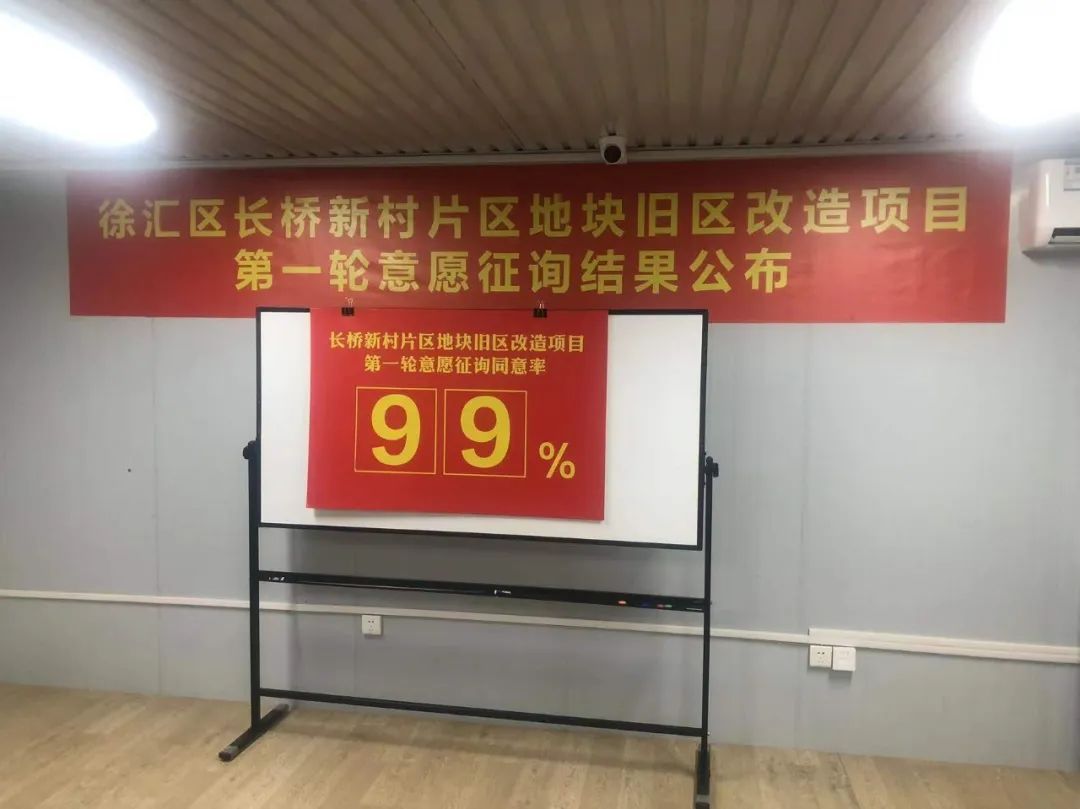 徐汇区长桥新村片区地块旧区改造项目
第一轮意愿征询结果公布
长桥新村片区地块旧区改造项目
第一轮意愿征询同意率
99%